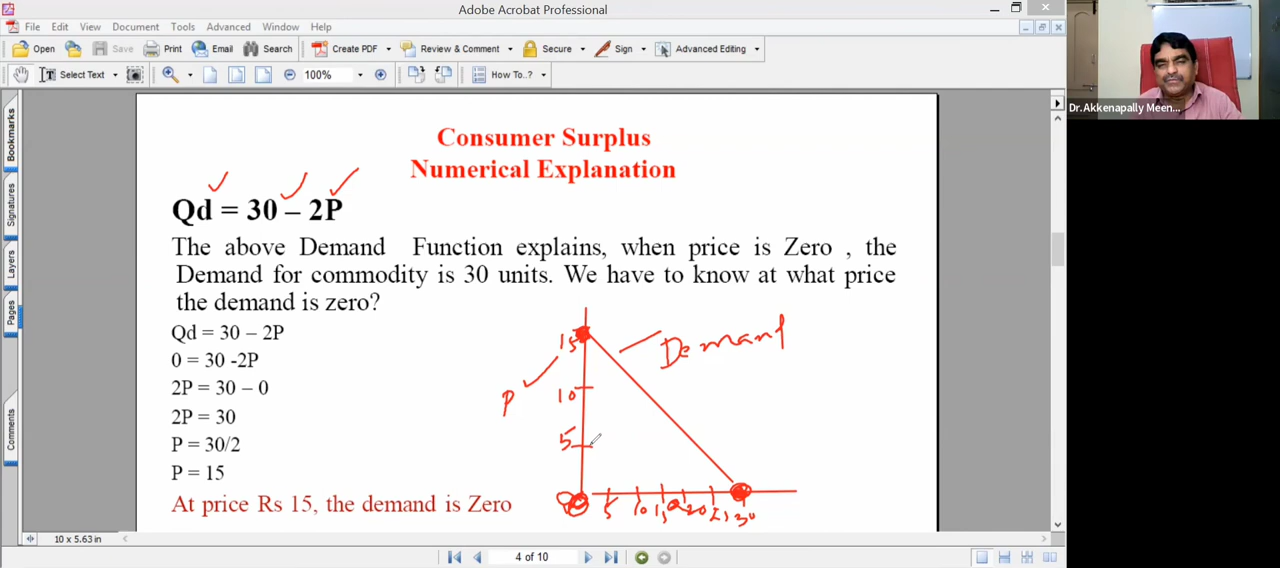 Adobe Acrobat Professional
File Edit View Document Tools Advanced Window Help
Open Save Print Email Search Create PDF Review & Comment Secure Sign Advanced Editing
Select Text 100% How To..?
Dr.Akkenapally Meen...
Bookmarks
Signatures
Layers
Pages
Comments
Consumer Surplus
Numerical Explanation
Qd = 30 – 2P
The above Demand Function explains, when price is Zero , the
Demand for commodity is 30 units. We have to know at what price
the demand is zero?
Qd = 30 – 2P
0 = 30 -2P
2P = 30 – 0
2P = 30
P = 30/2
P = 15
At price Rs 15, the demand is Zero
15
Demand
P
10
5
5 10 15 20 25 30
10 x 5.63 in
4 of 10